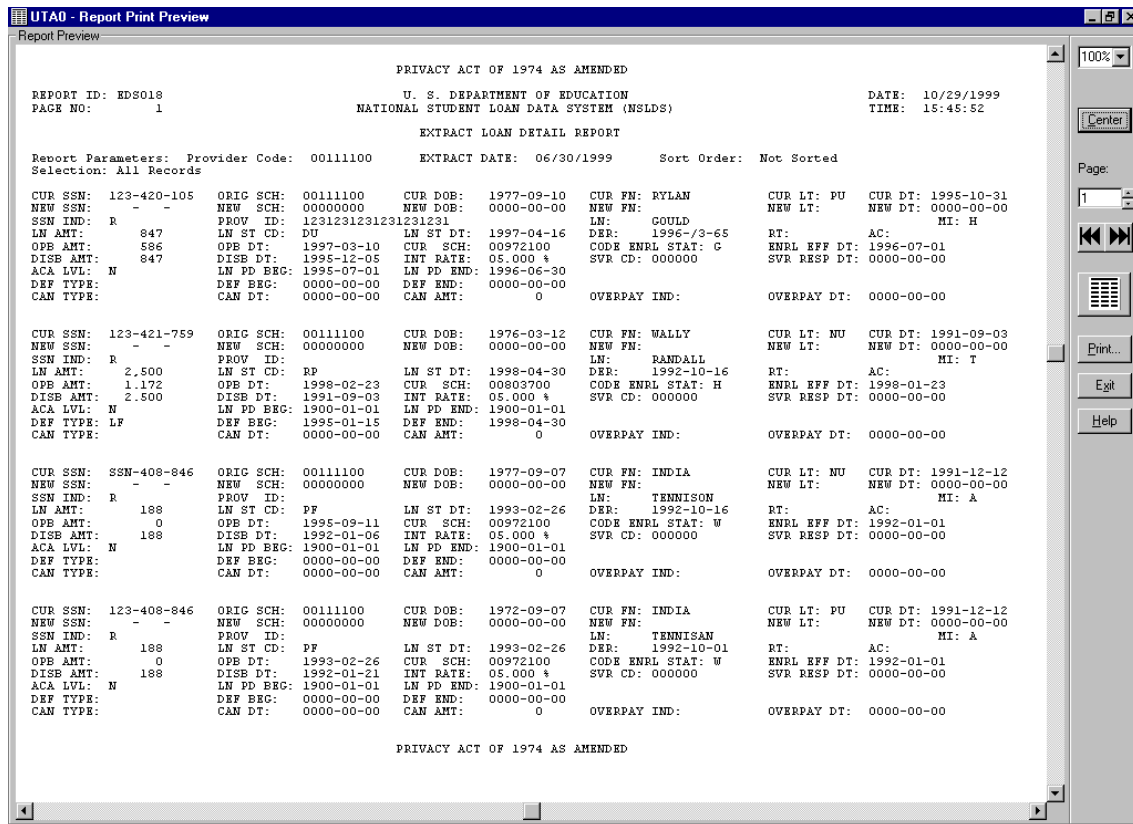 UTA0 - Report Print Preview
Report Preview
PRIVACY ACT OF 1974 AS AMENDED
REPORT ID: EDS018 U. S. DEPARTMENT OF EDUCATION DATE: 10/29/1999
PAGE NO: 1 NATIONAL STUDENT LOAN DATA SYSTEM (NSLDS) TIME: 15:45:52
EXTRACT LOAN DETAIL REPORT
Report Parameters: Provider Code: 00111100 EXTRACT DATE: 06/30/1999 Sort Order: Not Sorted
Selection: All Records
CUR SSN: 123-420-105 ORIG SCH: 00111100 CUR DOB: 1977-09-10 CUR FN: RYLAN CUR LT: PU CUR DT: 1995-10-31
NEW SSN: - - NEW SCH: 00000000 NEW DOB: 0000-00-00 NEW FN: NEW LT: NEW DT: 0000-00-00
SSN IND: R PROV ID: 1231231231231231231 LN: GOULD MI: H
LN AMT: 847 LN ST CD: DU LN ST DT: 1997-04-16 DER: 1996-/3-65 RT: AC:
OPB AMT: 586 OPB DT: 1997-03-10 CUR SCH: 00972100 CODE ENRL STAT: G ENRL EFF DT: 1996-07-01
DISB AMT: 847 DISB DT: 1995-12-05 INT RATE: 05.000 % SVR CD: 000000 SVR RESP DT: 0000-00-00
ACA LVL: N LN PD BEG: 1995-07-01 LN PD END: 1996-06-30
DEF TYPE: DEF BEG: 0000-00-00 DEF END: 0000-00-00
CAN TYPE: CAN DT: 0000-00-00 CAN AMT: 0 OVERPAY IND: OVERPAY DT: 0000-00-00
CUR SSN: 123-421-759 ORIG SCH: 00111100 CUR DOB: 1976-03-12 CUR FN: WALLY CUR LT: NU CUR DT: 1991-09-03
NEW SSN: - - NEW SCH: 00000000 NEW DOB: 0000-00-00 NEW FN: NEW LT: NEW DT: 0000-00-00
SSN IND: R PROV ID: LN: RANDALL MI: T
LN AMT: 2,500 LN ST CD: RP LN ST DT: 1998-04-30 DER: 1992-10-16 RT: AC:
OPB AMT: 1.172 OPB DT: 1998-02-23 CUR SCH: 00803700 CODE ENRL STAT: H ENRL EFF DT: 1998-01-23
DISB AMT: 2.500 DISB DT: 1991-09-03 INT RATE: 05.000 % SVR CD: 000000 SVR RESP DT: 0000-00-00
ACA LVL: N LN PD BEG: 1900-01-01 LN PD END: 1900-01-01
DEF TYPE: LF DEF BEG: 1995-01-15 DEF END: 1998-04-30
CAN TYPE: CAN DT: 0000-00-00 CAN AMT: 0 OVERPAY IND: OVERPAY DT: 0000-00-00
CUR SSN: SSN-408-846 ORIG SCH: 00111100 CUR DOB: 1977-09-07 CUR FN: INDIA CUR LT: NU CUR DT: 1991-12-12
NEW SSN: - - NEW SCH: 00000000 NEW DOB: 0000-00-00 NEW FN: NEW LT: NEW DT: 0000-00-00
SSN IND: R PROV ID: LN: TENNISON MI: A
LN AMT: 188 LN ST CD: PF LN ST DT: 1993-02-26 DER: 1992-10-16 RT: AC:
OPB AMT: 0 OPB DT: 1995-09-11 CUR SCH: 00972100 CODE ENRL STAT: W ENRL EFF DT: 1992-01-01
DISB AMT: 188 DISB DT: 1992-01-06 INT RATE: 05.000 % SVR CD: 000000 SVR RESP DT: 0000-00-00
ACA LVL: N LN PD BEG: 1900-01-01 LN PD END: 1900-01-01
DEF TYPE: DEF BEG: 0000-00-00 DEF END: 0000-00-00
CAN TYPE: CAN DT: 0000-00-00 CAN AMT: 0 OVERPAY IND: OVERPAY DT: 0000-00-00
CUR SSN: 123-408-846 ORIG SCH: 00111100 CUR DOB: 1972-09-07 CUR FN: INDIA CUR LT: PU CUR DT: 1991-12-12
NEW SSN: - - NEW SCH: 00000000 NEW DOB: 0000-00-00 NEW FN: NEW LT: NEW DT: 0000-00-00
SSN IND: R PROV ID: LN: TENNISAN MI: A
LN AMT: 188 LN ST CD: PF LN ST DT: 1993-02-26 DER: 1992-10-01 RT: AC:
OPB AMT: 0 OPB DT: 1993-02-26 CUR SCH: 00972100 CODE ENRL STAT: W ENRL EFF DT: 1992-01-01
DISB AMT: 188 DISB DT: 1992-01-21 INT RATE: 05.000 % SVR CD: 000000 SVR RESP DT: 0000-00-00
ACA LVL: N LN PD BEG: 1900-01-01 LN PD END: 1900-01-01
DEF TYPE: DEF BEG: 0000-00-00 DEF END: 0000-00-00
CAN TYPE: CAN DT: 0000-00-00 CAN AMT: 0 OVERPAY IND: OVERPAY DT: 0000-00-00
PRIVACY ACT OF 1974 AS AMENDED
100%
Center
Page:
1
Print...
Exit
Help